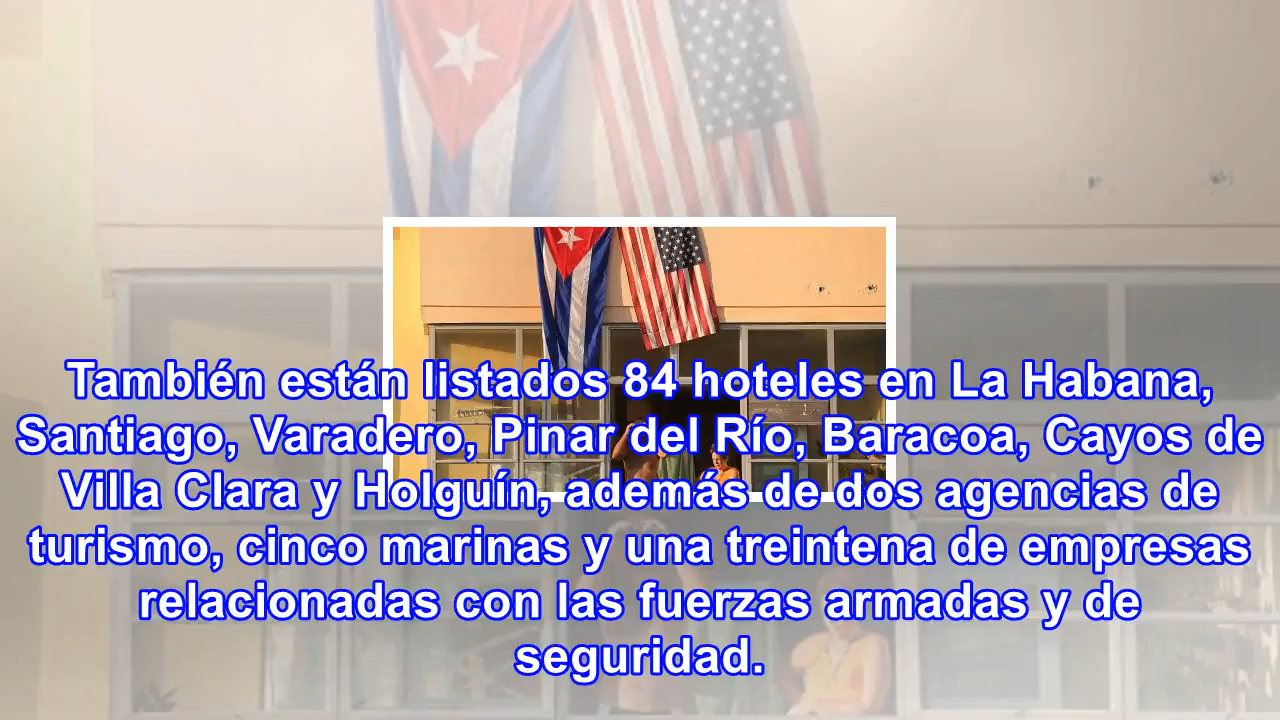 También están listados 84 hoteles en La Habana,
Santiago, Varadero, Pinar del Río, Baracoa, Cayos de
Villa Clara y Holguín, además de dos agencias de
turismo, cinco marinas y una treintena de empresas
relacionadas con las fuerzas armadas y de
seguridad.